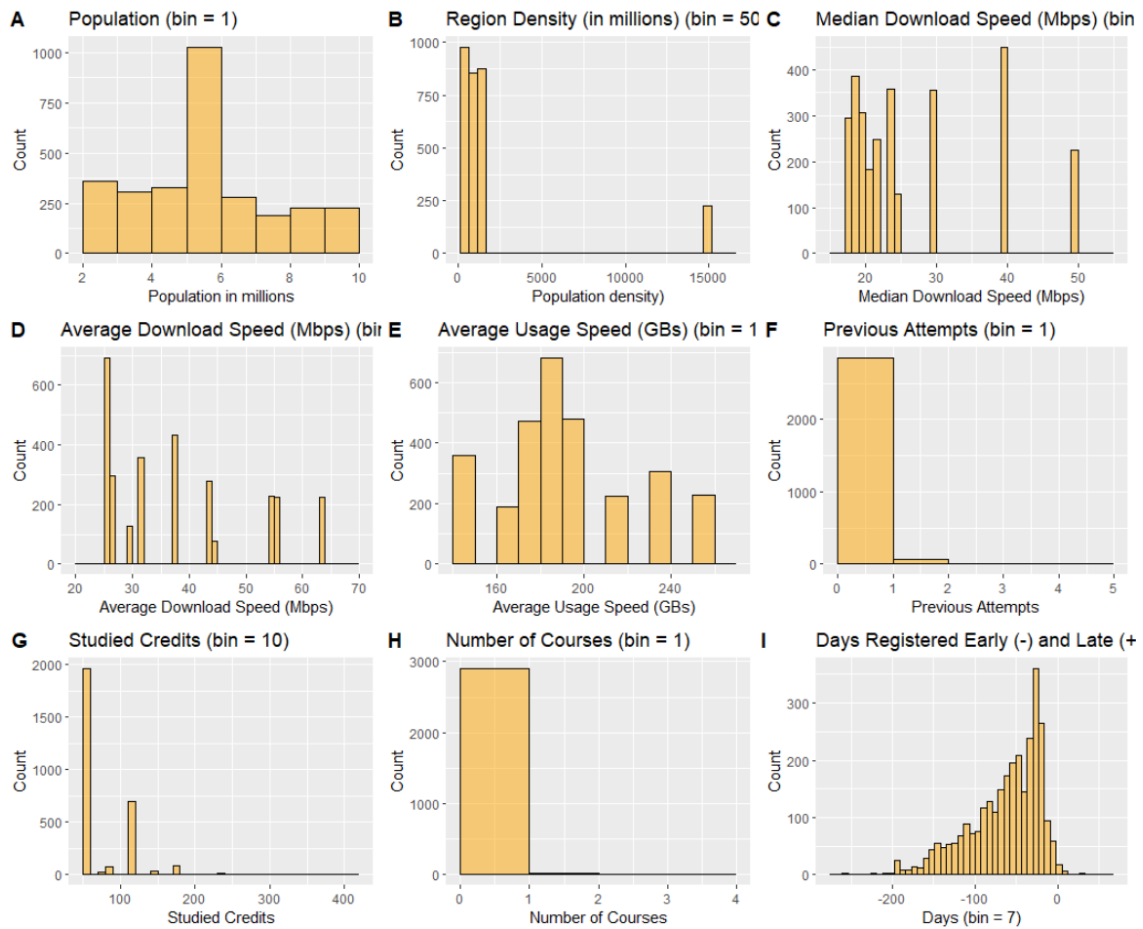 A Population (bin = 1)
Count
1000
750
500
250
0
2 4 6 8 10
Population in millions
B Region Density (in millions) (bin = 50
Count
1000
750
500
250
0
0 5000 10000 15000
Population density)
C Median Download Speed (Mbps) (bin
Count
400
300
200
100
0
20 30 40 50
Median Download Speed (Mbps)
D Average Download Speed (Mbps) (bin
Count
600
400
200
0
20 30 40 50 60 70
Average Download Speed (Mbps)
E Average Usage Speed (GBs) (bin = 1
Count
600
400
200
0
160 200 240
Average Usage Speed (GBs)
F Previous Attempts (bin = 1)
Count
2000
1000
0
0 1 2 3 4 5
Previous Attempts
G Studied Credits (bin = 10)
Count
2000
1500
1000
500
0
100 200 300 400
Studied Credits
H Number of Courses (bin = 1)
Count
3000
2000
1000
0
0 1 2 3 4
Number of Courses
I Days Registered Early (-) and Late (+
Count
300
200
100
0
-200 -100 0
Days (bin = 7)